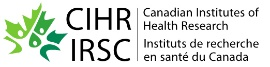 CIHR
IRSC
Canadian Institutes of
Health Research
Instituts de recherche
en santé du Canada